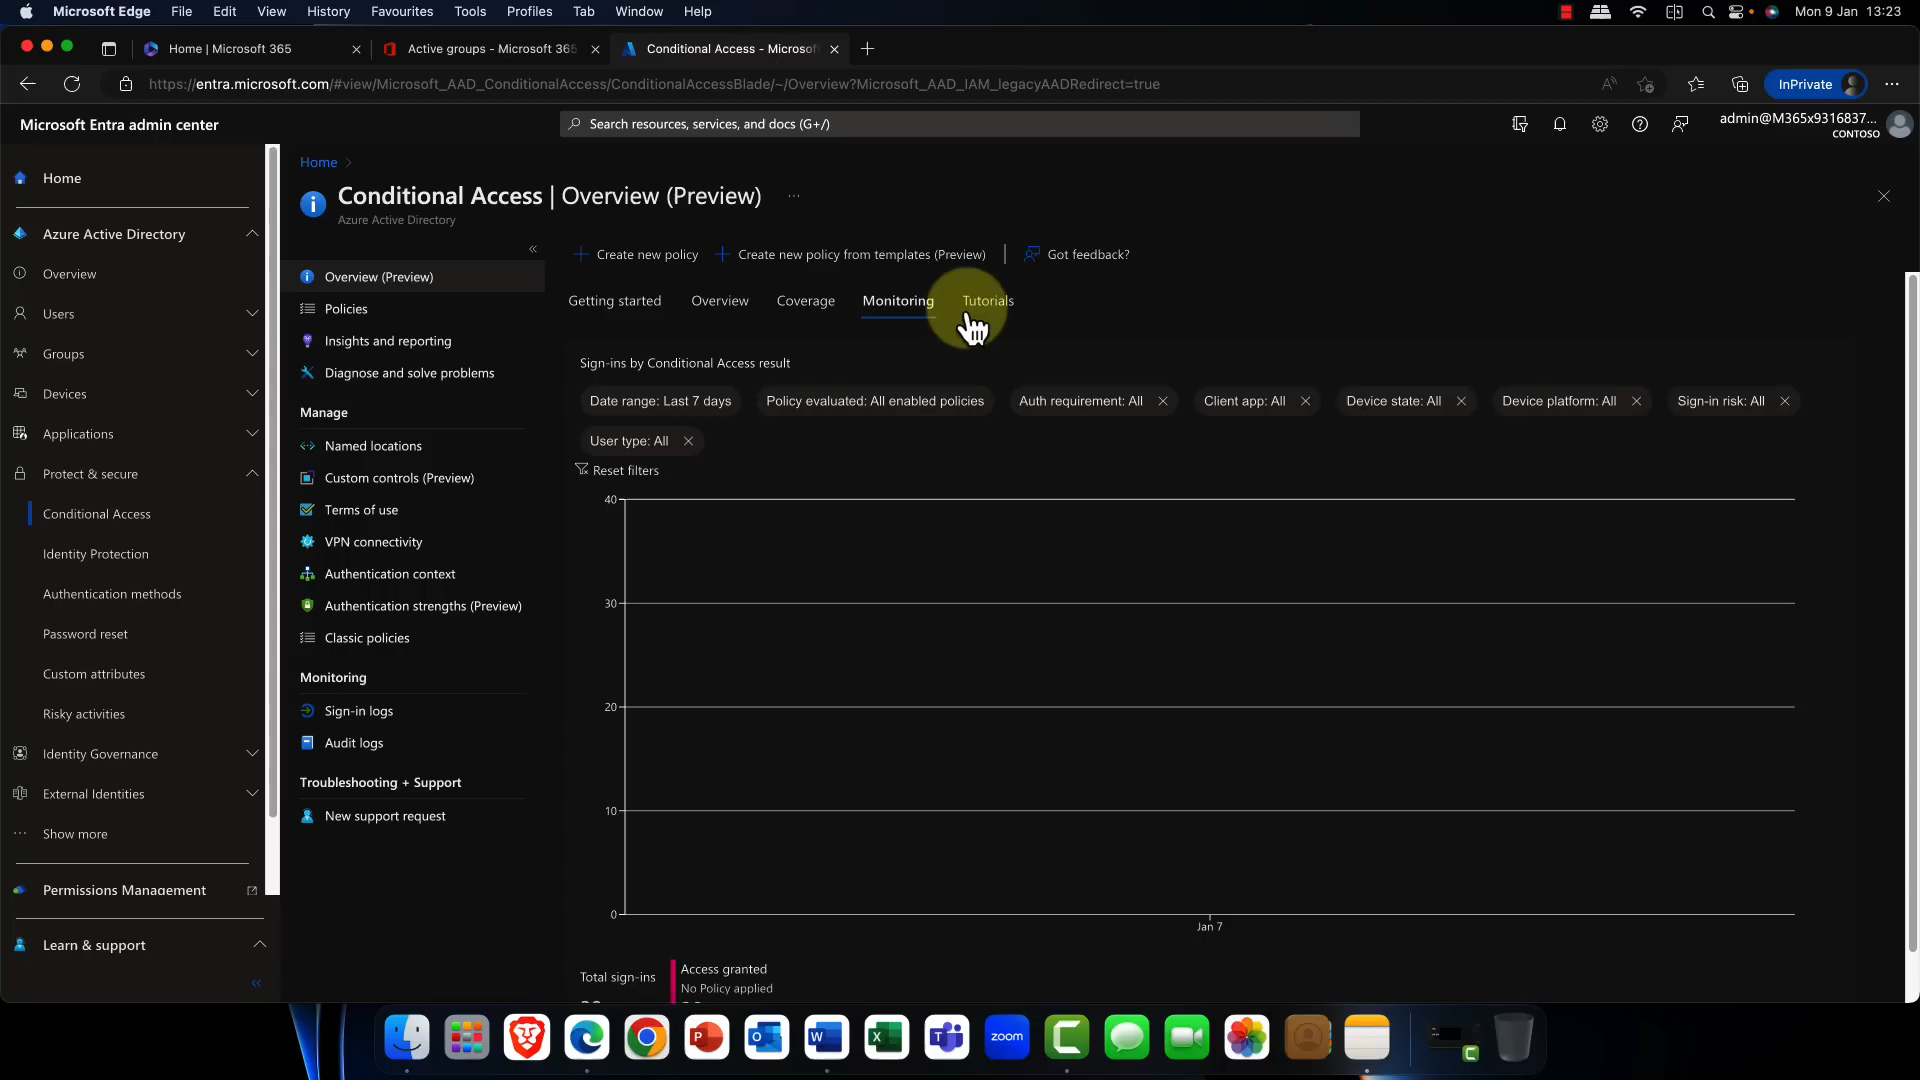 Microsoft Edge File Edit View History Favourites Tools Profiles Tab Window Help Mon 9 Jan 13:23
Home | Microsoft 365
Active groups - Microsoft 365
Conditional Access - Microsof
https://entra.microsoft.com/#view/Microsoft_AAD_ConditionalAccess/ConditionalAccessBlade/~/Overview?Microsoft_AAD_IAM_legacyAADRedirect=true
InPrivate
Microsoft Entra admin center
Search resources, services, and docs (G+/)
admin@M365x9316837...
CONTOSO
Home
Azure Active Directory
Overview
Users
Groups
Devices
Applications
Protect & secure
Conditional Access
Identity Protection
Authentication methods
Password reset
Custom attributes
Risky activities
Identity Governance
External Identities
Show more
Permissions Management
Learn & support
Home
Conditional Access | Overview (Preview)
Azure Active Directory
Overview (Preview)
Policies
Insights and reporting
Diagnose and solve problems
Manage
Named locations
Custom controls (Preview)
Terms of use
VPN connectivity
Authentication context
Authentication strengths (Preview)
Classic policies
Monitoring
Sign-in logs
Audit logs
Troubleshooting + Support
New support request
Create new policy
Create new policy from templates (Preview)
Got feedback?
Getting started Overview Coverage Monitoring Tutorials
Sign-ins by Conditional Access result
Date range: Last 7 days
Policy evaluated: All enabled policies
Auth requirement: All
Client app: All
Device state: All
Device platform: All
Sign-in risk: All
User type: All
Reset filters
40
30
20
10
0
Jan 7
Total sign-ins
Access granted
No Policy applied
zoom